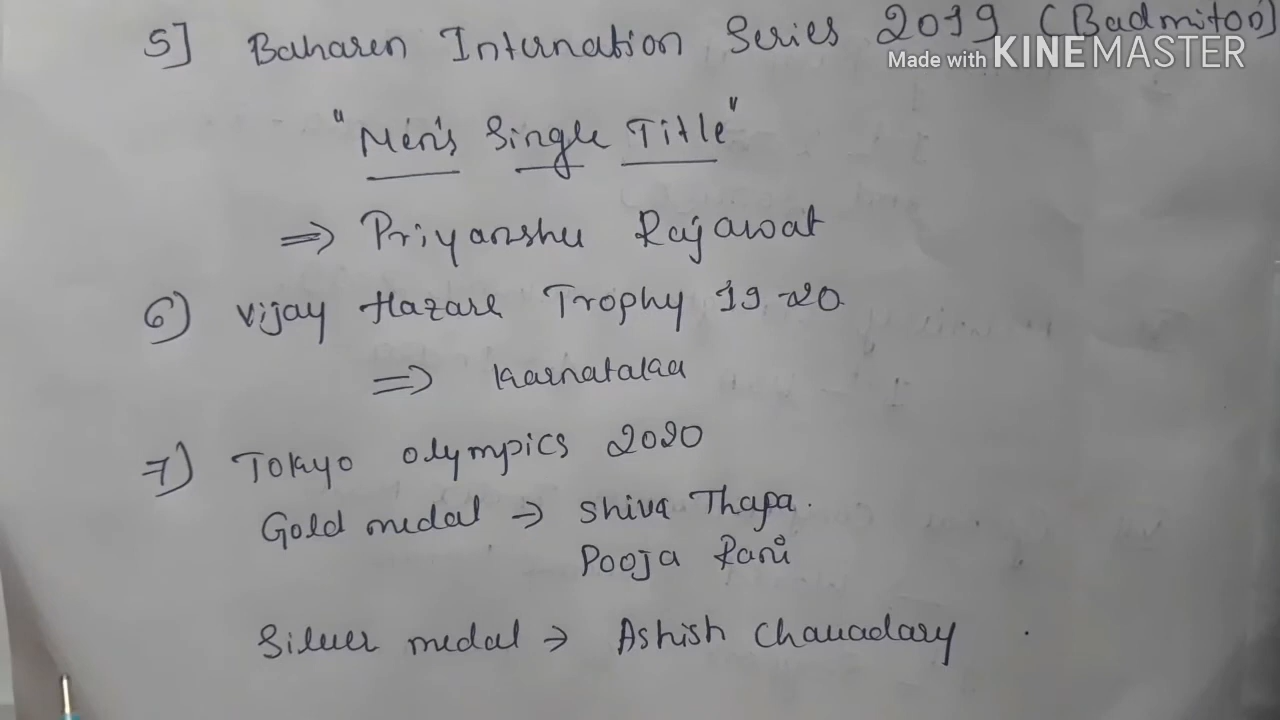 5] Baharen Internation Series 2019 (Badmiton)
Made with KINEMASTER
"Men's Single Title"
⇒ Priyanshu Rajawat
6) Vijay Hazare Trophy 19-20
⇒ Karnatakaa
7) Tokyo olympics 2020
Gold medal → Shiva Thapa.
Pooja Rani
Silver medal → Ashish Chauadary